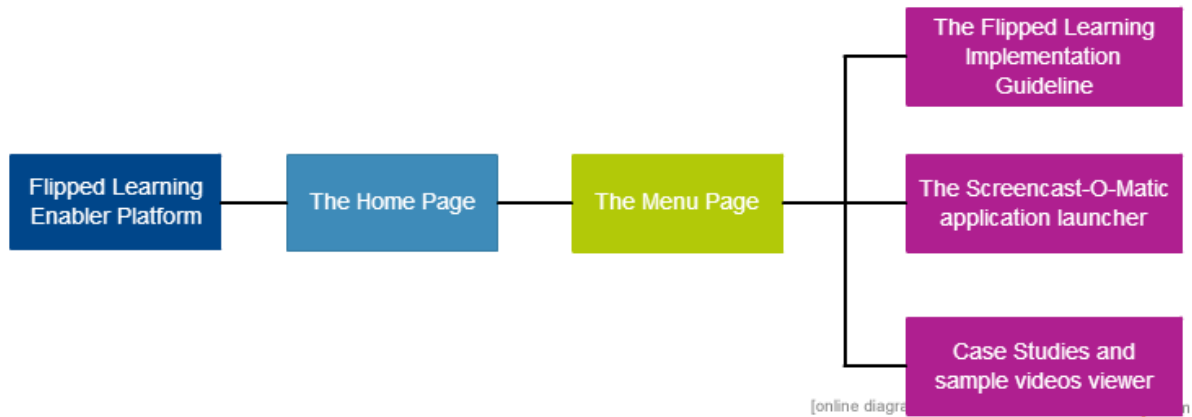 The Flipped Learning
Implementation
Guideline
Flipped Learning
Enabler Platform
The Home Page
The Menu Page
The Screencast-O-Matic
application launcher
Case Studies and
sample videos viewer
[online